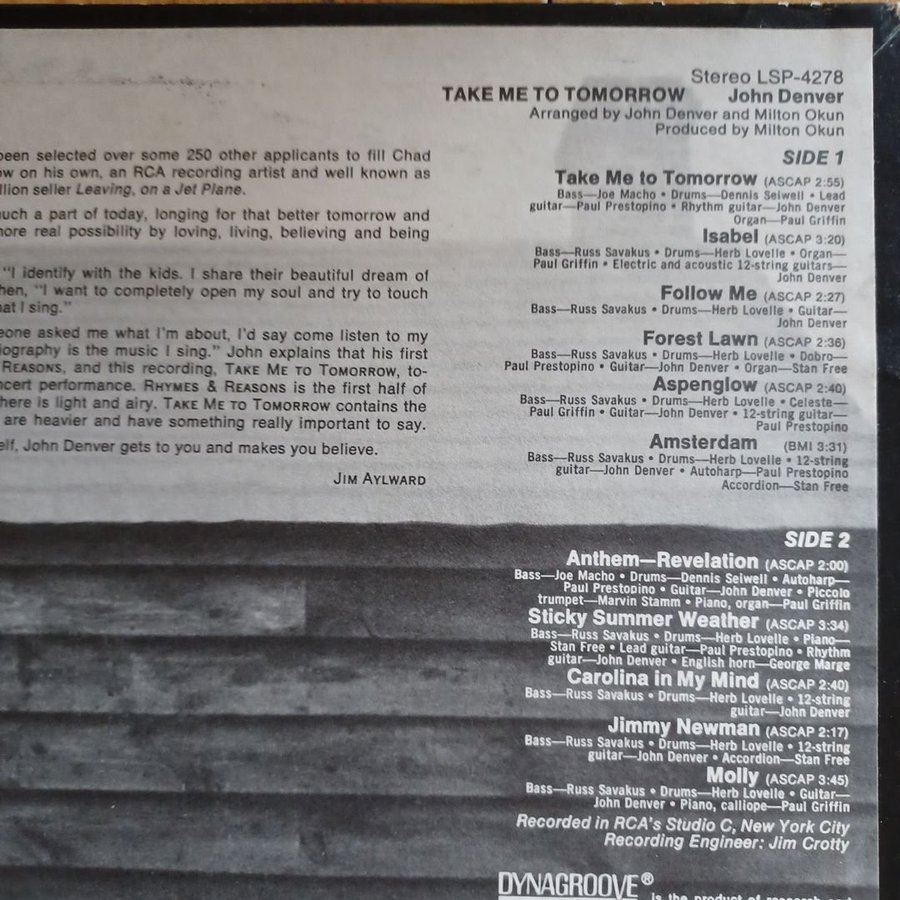 been selected over some 250 other applicants to fill Chad
ow on his own, an RCA recording artist and well known as
llion seller Leaving, on a Jet Plane.
uch a part of today, longing for that better tomorrow and
ore real possibility by loving, living, believing and being
"I identify with the kids. I share their beautiful dream of
hen, "I want to completely open my soul and try to touch
at I sing."
eone asked me what I'm about, I'd say come listen to my
iography is the music I sing." John explains that his first
REASONS, and this recording, TAKE ME TO TOMORROW, to-
ncert performance. RHYMES & REASONS is the first half of
here is light and airy. TAKE ME TO TOMORROW contains the
are heavier and have something really important to say.
elf, John Denver gets to you and makes you believe.
JIM AYLWARD
Stereo LSP-4278
TAKE ME TO TOMORROW John Denver
Arranged by John Denver and Milton Okun
Produced by Milton Okun
SIDE 1
Take Me to Tomorrow (ASCAP 2:55)
Bass—Joe Macho • Drums—Dennis Seiwell • Lead
guitar—Paul Prestopino • Rhythm guitar—John Denver
Organ—Paul Griffin
Isabel (ASCAP 3:20)
Bass—Russ Savakus • Drums—Herb Lovelle • Organ—
Paul Griffin • Electric and acoustic 12-string guitars—
John Denver
Follow Me (ASCAP 2:27)
Bass—Russ Savakus • Drums—Herb Lovelle • Guitar—
John Denver
Forest Lawn (ASCAP 2:36)
Bass—Russ Savakus • Drums—Herb Lovelle • Dobro—
Paul Prestopino • Guitar—John Denver • Organ—Stan Free
Aspenglow (ASCAP 2:40)
Bass—Russ Savakus • Drums—Herb Lovelle • Celeste—
Paul Griffin • Guitar—John Denver • 12-string guitar—
Paul Prestopino
Amsterdam (BMI 3:31)
Bass—Russ Savakus • Drums—Herb Lovelle • 12-string
guitar—John Denver • Autoharp—Paul Prestopino
Accordion—Stan Free
SIDE 2
Anthem—Revelation (ASCAP 2:00)
Bass—Joe Macho • Drums—Dennis Seiwell • Autoharp—
Paul Prestopino • Guitar—John Denver • Piccolo
trumpet—Marvin Stamm • Piano, organ—Paul Griffin
Sticky Summer Weather (ASCAP 3:34)
Bass—Russ Savakus • Drums—Herb Lovelle • Piano—
Stan Free • Lead guitar—Paul Prestopino • Rhythm
guitar—John Denver • English horn—George Marge
Carolina in My Mind (ASCAP 2:40)
Bass—Russ Savakus • Drums—Herb Lovelle • 12-string
guitar—John Denver
Jimmy Newman (ASCAP 2:17)
Bass—Russ Savakus • Drums—Herb Lovelle • 12-string
guitar—John Denver • Accordion—Stan Free
Molly (ASCAP 3:45)
Bass—Russ Savakus • Drums—Herb Lovelle • Guitar—
John Denver • Piano, calliope—Paul Griffin
Recorded in RCA's Studio C, New York City
Recording Engineer: Jim Crotty
DYNAGROOVE® is the product of research and